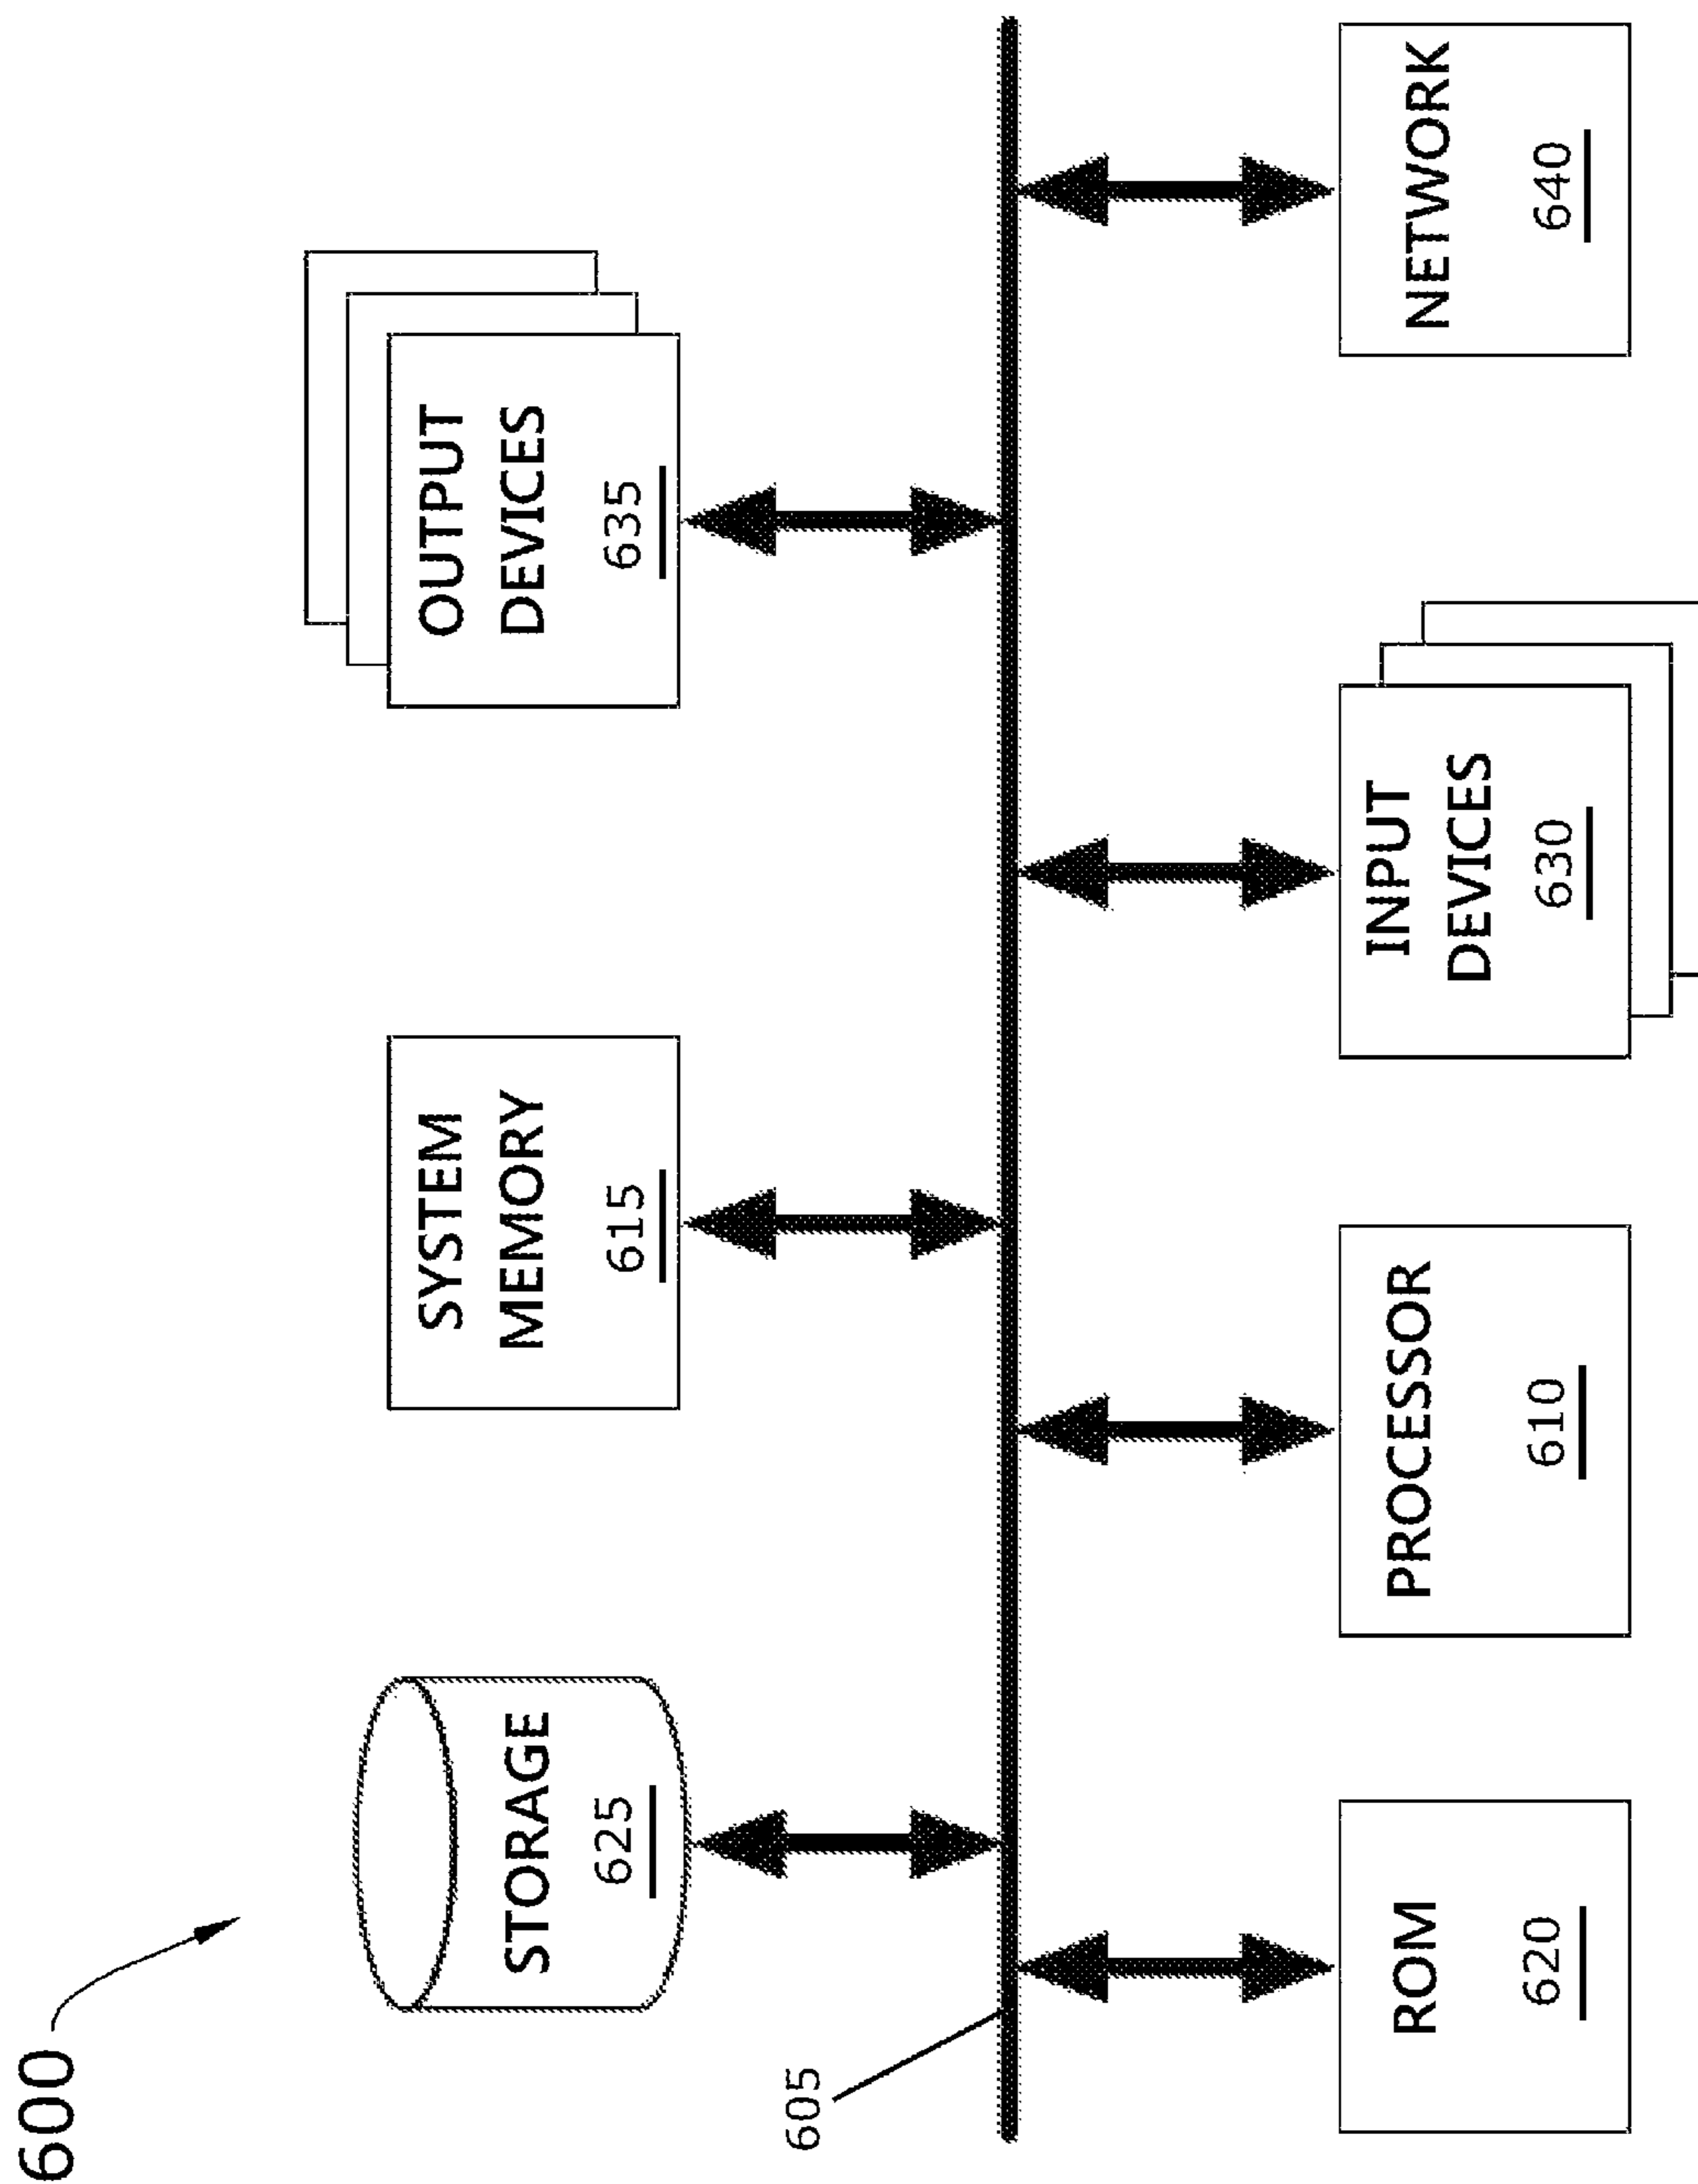 600
STORAGE
625
SYSTEM
MEMORY
615
OUTPUT
DEVICES
635
605
ROM
620
PROCESSOR
610
INPUT
DEVICES
630
NETWORK
640